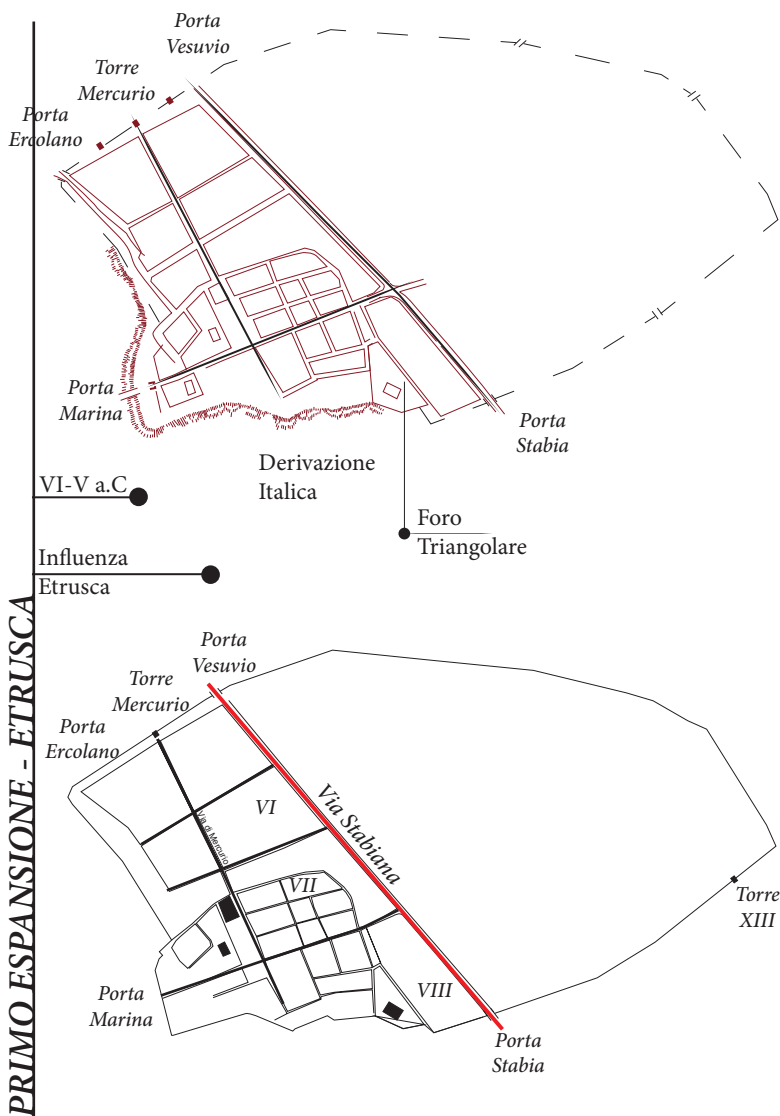 Porta
Vesuvio
Torre
Mercurio
Porta
Ercolano
Porta
Marina
Porta
Stabia
Derivazione
Italica
VI-V a.C
Foro
Triangolare
Influenza
Etrusca
PRIMO ESPANSIONE - ETRUSCA
Porta
Vesuvio
Torre
Mercurio
Porta
Ercolano
VI
Via di Mercurio
Via Stabiana
VII
Torre
XIII
VIII
Porta
Marina
Porta
Stabia